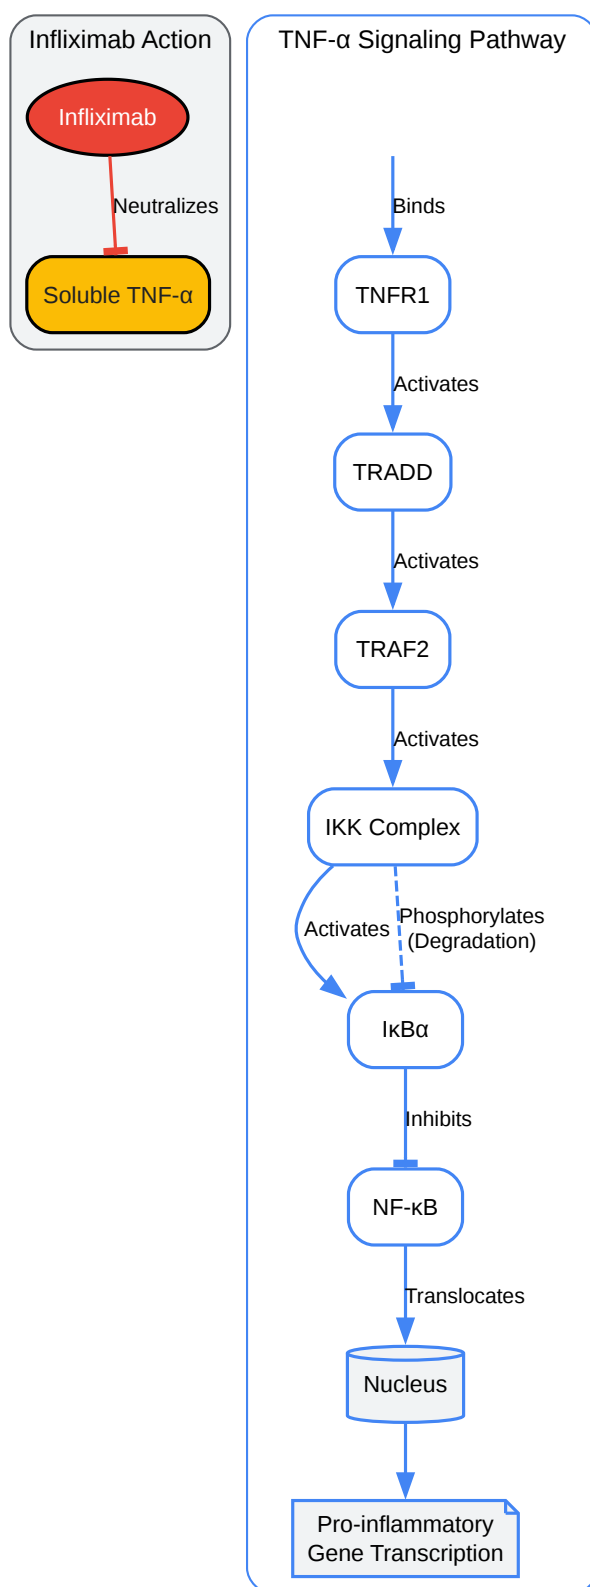 Infliximab Action
Infliximab
Neutralizes
Soluble TNF-α
TNF-α Signaling Pathway
Binds
TNFR1
Activates
TRADD
Activates
TRAF2
Activates
IKK Complex
Activates
Phosphorylates
(Degradation)
IκBα
Inhibits
NF-κB
Translocates
Nucleus
Pro-inflammatory
Gene Transcription